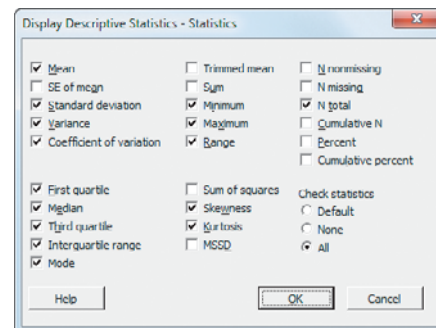 Display Descriptive Statistics - Statistics
Mean
SE of mean
Standard deviation
Variance
Coefficient of variation
Trimmed mean
Sum
Minimum
Maximum
Range
N nonmissing
N missing
N total
Cumulative N
Percent
Cumulative percent
First quartile
Median
Third quartile
Interquartile range
Mode
Sum of squares
Skewness
Kurtosis
MSSD
Check statistics
Default
None
All
Help
OK
Cancel